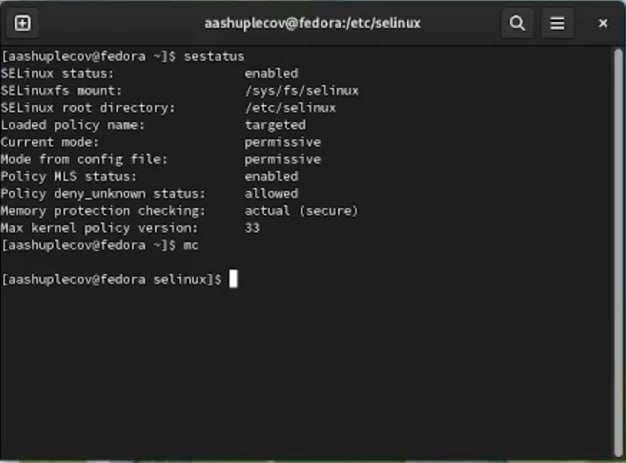 aashuplecov@fedora:/etc/selinux
[aashuplecov@fedora ~]$ sestatus
SELinux status:                 enabled
SELinuxfs mount:                /sys/fs/selinux
SELinux root directory:         /etc/selinux
Loaded policy name:             targeted
Current mode:                   permissive
Mode from config file:          permissive
Policy MLS status:              enabled
Policy deny_unknown status:     allowed
Memory protection checking:     actual (secure)
Max kernel policy version:      33
[aashuplecov@fedora ~]$ mc
[aashuplecov@fedora selinux]$